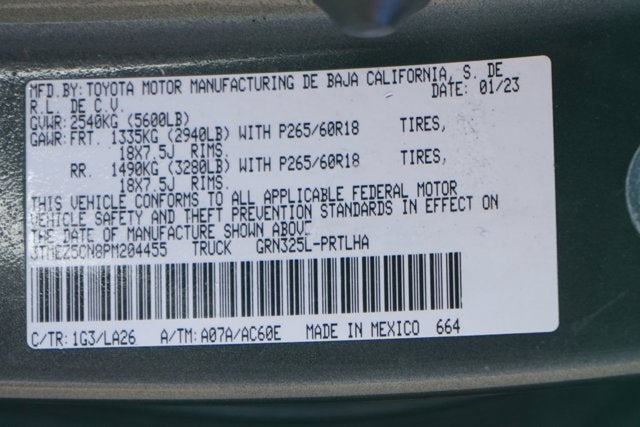 MFD.BY:TOYOTA MOTOR MANUFACTURING DE BAJA CALIFORNIA, S. DE
R.L. DE C.V. DATE: 01/23
GVWR:2540KG (5600LB)
GAWR:FRT. 1335KG (2940LB) WITH P265/60R18 TIRES,
18X7.5J RIMS.
RR. 1490KG (3280LB) WITH P265/60R18 TIRES,
18X7.5J RIMS.
THIS VEHICLE CONFORMS TO ALL APPLICABLE FEDERAL MOTOR
VEHICLE SAFETY AND THEFT PREVENTION STANDARDS IN EFFECT ON
THE DATE OF MANUFACTURE SHOWN ABOVE.
3TMEZ5CN8PM204455 TRUCK GRN325L-PRTLHA
C/TR:1G3/LA26 A/TM:A07A/AC60E MADE IN MEXICO 664